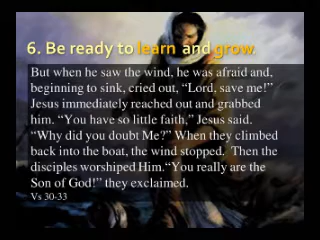 6. Be ready to learn and grow.
But when he saw the wind, he was afraid and,
beginning to sink, cried out, “Lord, save me!”
Jesus immediately reached out and grabbed
him. “You have so little faith,” Jesus said.
“Why did you doubt Me?” When they climbed
back into the boat, the wind stopped.  Then the
disciples worshiped Him.“You really are the
Son of God!” they exclaimed.
Vs 30-33